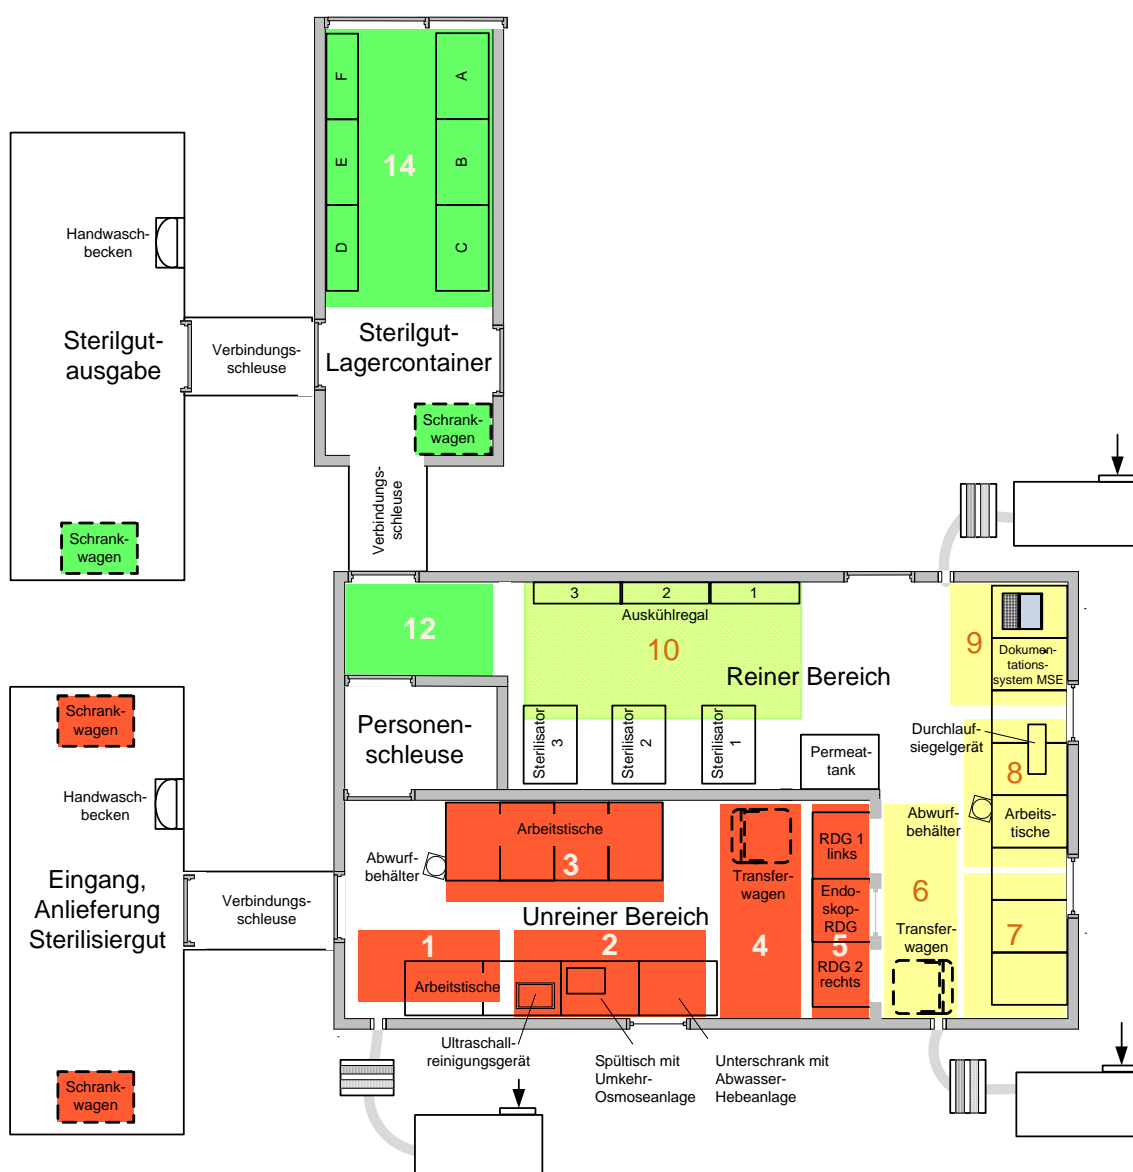 F
A
E
14
B
D
C
Handwasch-
becken
Sterilgut-
ausgabe
Verbindungs-
schleuse
Sterilgut-
Lagercontainer
Schrank-
wagen
Schrank-
wagen
Verbindungs-
schleuse
12
3
2
1
Auskühlregal
10
Reiner Bereich
9
Dokumen-
tations-
system MSE
Schrank-
wagen
Personen-
schleuse
Sterilisator
3
Sterilisator
2
Sterilisator
1
Permeat-
tank
Durchlauf-
siegelgerät
8
Handwasch-
becken
Arbeitstische
Abwurf-
behälter
3
Transfer-
wagen
RDG 1
links
Abwurf-
behälter
Arbeits-
tische
Eingang,
Anlieferung
Sterilisiergut
Verbindungs-
schleuse
Unreiner Bereich
Endo-
skop-
RDG
6
Transfer-
wagen
7
1
2
4
5
Arbeitstische
RDG 2
rechts
Schrank-
wagen
Ultraschall-
reinigungsgerät
Spültisch mit
Umkehr-
Osmoseanlage
Unterschrank mit
Abwasser-
Hebeanlage